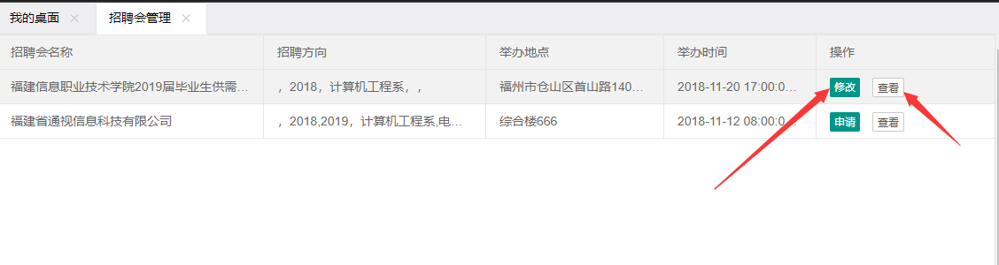 我的桌面 招聘会管理
招聘会名称 招聘方向 举办地点 举办时间 操作
福建信息职业技术学院2019届毕业生供需... ，2018，计算机工程系，， 福州市仓山区首山路140... 2018-11-20 17:00:0... 修改 查看
福建省通视信息科技有限公司 ，2018,2019，计算机工程系,电... 综合楼666 2018-11-12 08:00:0... 申请 查看